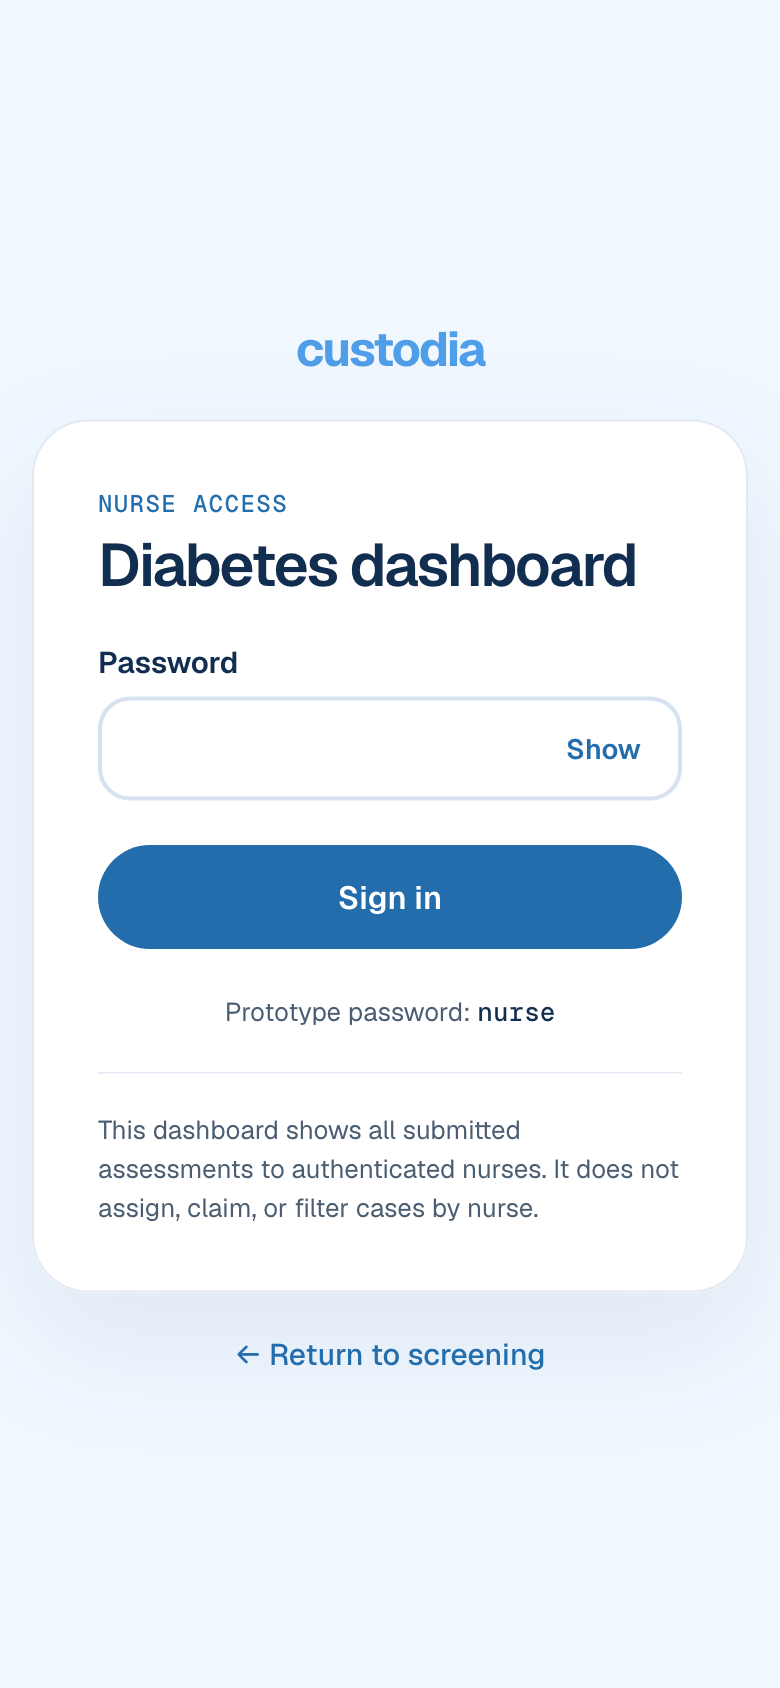 custodia
NURSE ACCESS
Diabetes dashboard
Password
Show
Sign in
Prototype password: nurse
This dashboard shows all submitted
assessments to authenticated nurses. It does not
assign, claim, or filter cases by nurse.
← Return to screening